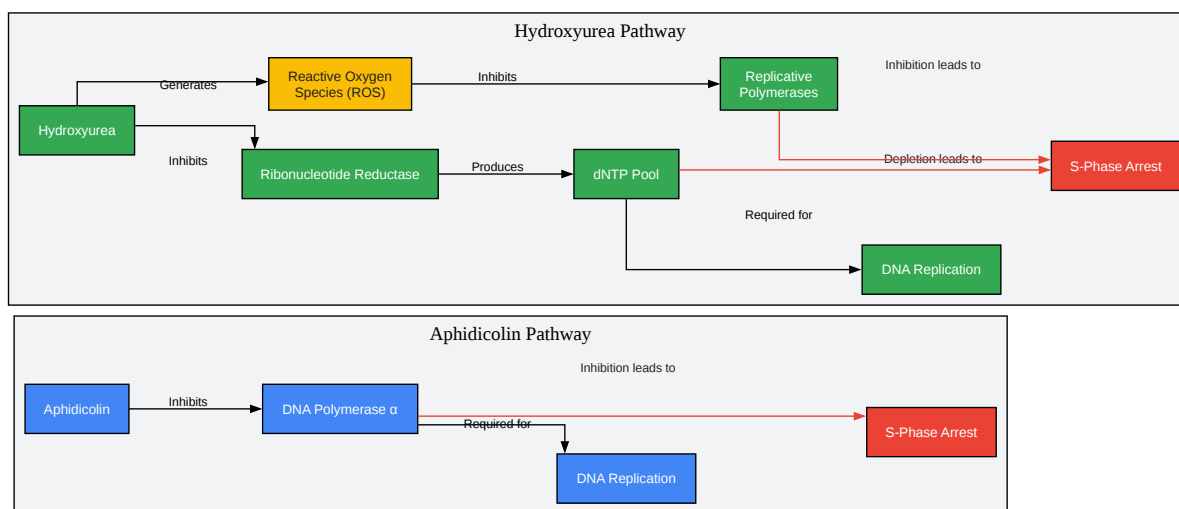 Hydroxyurea Pathway
Generates
Reactive Oxygen
Species (ROS)
Inhibits
Replicative
Polymerases
Inhibition leads to
Hydroxyurea
Inhibits
Ribonucleotide Reductase
Produces
dNTP Pool
Depletion leads to
S-Phase Arrest
Required for
DNA Replication
Aphidicolin Pathway
Inhibition leads to
Aphidicolin
Inhibits
DNA Polymerase α
Required for
S-Phase Arrest
DNA Replication